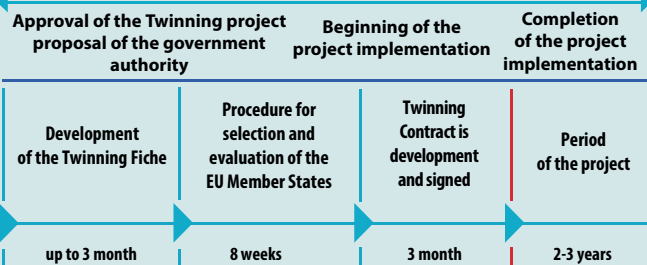 Approval of the Twinning project
proposal of the government
authority
Beginning of the
project implementation
Completion
of the project
implementation
Development
of the Twinning Fiche
Procedure for
selection and
evaluation of the
EU Member States
Twinning
Contract is
development
and signed
Period
of the project
up to 3 month
8 weeks
3 month
2-3 years